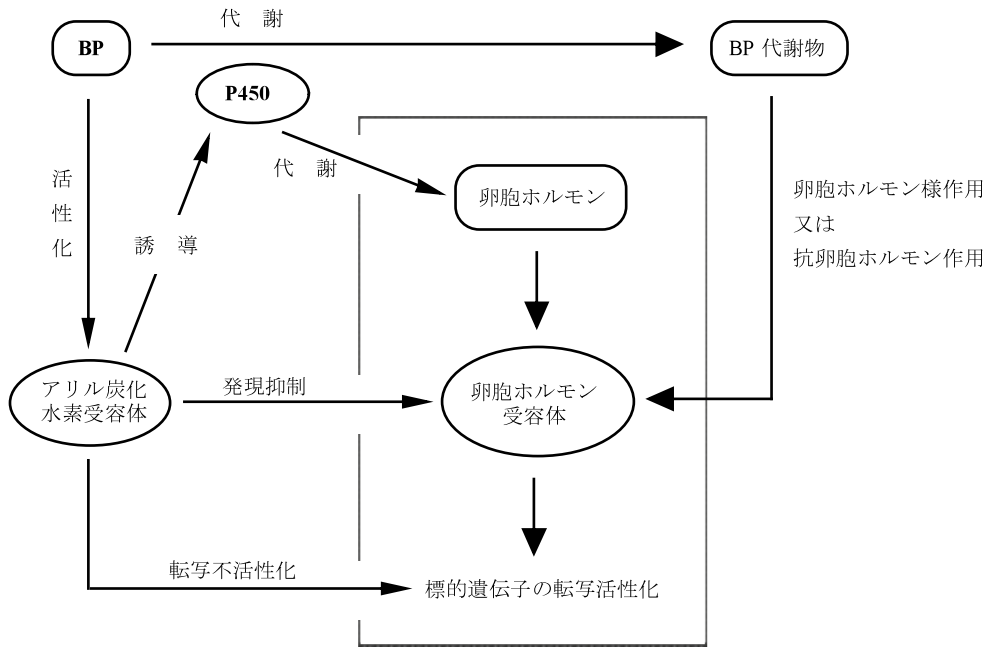 代 謝
BP
BP 代謝物
P450
代 謝
活性化
誘 導
卵胞ホルモン
卵胞ホルモン様作用
又は
抗卵胞ホルモン作用
アリル炭化
水素受容体
発現抑制
卵胞ホルモン
受容体
転写不活性化
標的遺伝子の転写活性化